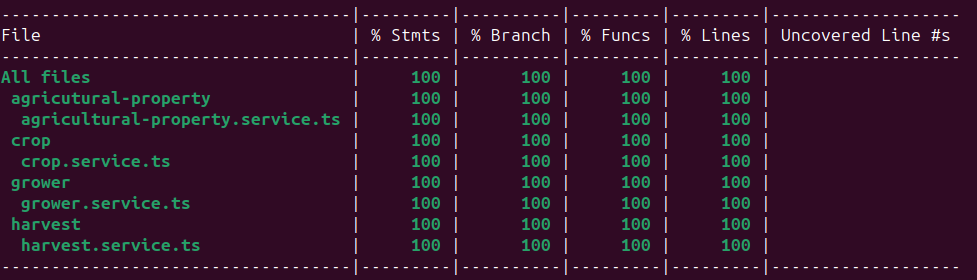 -----------------------------------|---------|----------|---------|---------|-------------------
File                               | % Stmts | % Branch | % Funcs | % Lines | Uncovered Line #s
-----------------------------------|---------|----------|---------|---------|-------------------
All files                          |     100 |      100 |     100 |     100 |
 agricutural-property              |     100 |      100 |     100 |     100 |
  agricultural-property.service.ts |     100 |      100 |     100 |     100 |
 crop                              |     100 |      100 |     100 |     100 |
  crop.service.ts                  |     100 |      100 |     100 |     100 |
 grower                            |     100 |      100 |     100 |     100 |
  grower.service.ts                |     100 |      100 |     100 |     100 |
 harvest                           |     100 |      100 |     100 |     100 |
  harvest.service.ts               |     100 |      100 |     100 |     100 |
-----------------------------------|---------|----------|---------|---------|-------------------